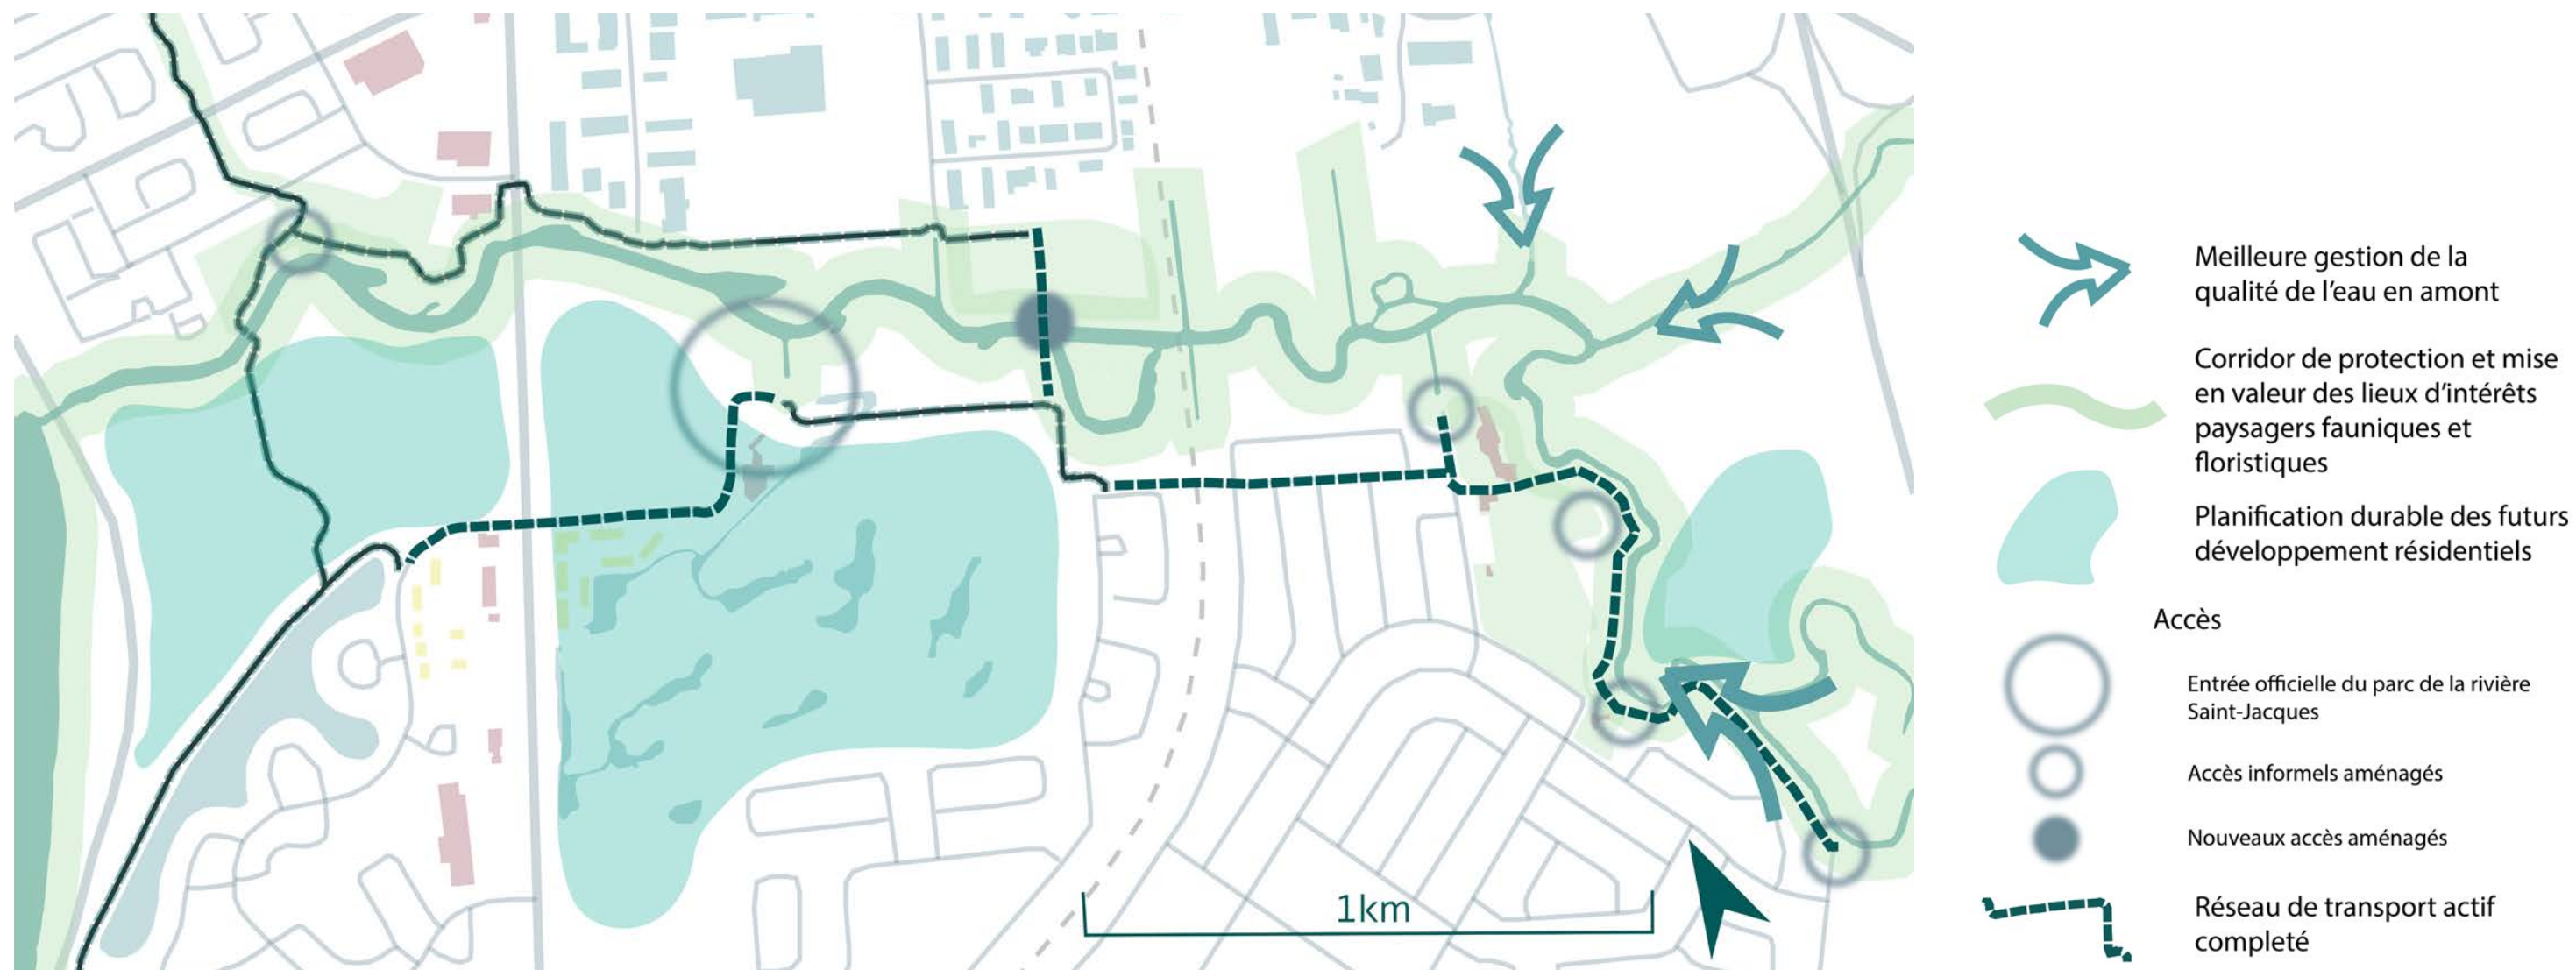 Meilleure gestion de la
qualité de l'eau en amont
Corridor de protection et mise
en valeur des lieux d'intérêts
paysagers fauniques et
floristiques
Planification durable des futurs
développement résidentiels
Accès
Entrée officielle du parc de la rivière
Saint-Jacques
Accès informels aménagés
Nouveaux accès aménagés
Réseau de transport actif
completé
1km